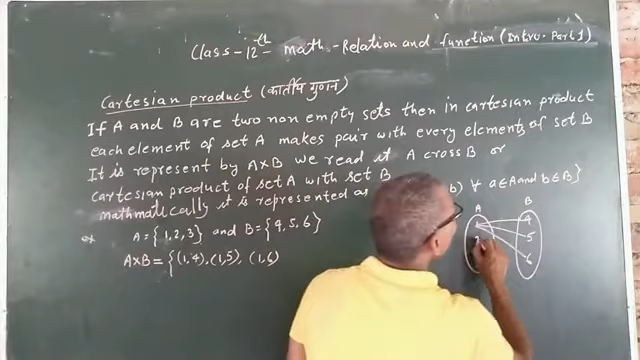 Class-12th - math - Relation and function (Intro. Part 1)
Cartesian product (कार्तीय गुणन)
If A and B are two non empty sets then in cartesian product
each element of set A makes pair with every elements of set B
It is represent by A×B we read it A cross B or
cartesian product of set A with set B
mathmatically it is represented as b) ∀ a∈A and b∈B}
ex A = {1,2,3} and B = {4,5,6}
A×B = {(1,4), (1,5), (1,6)
A B
4
5
6